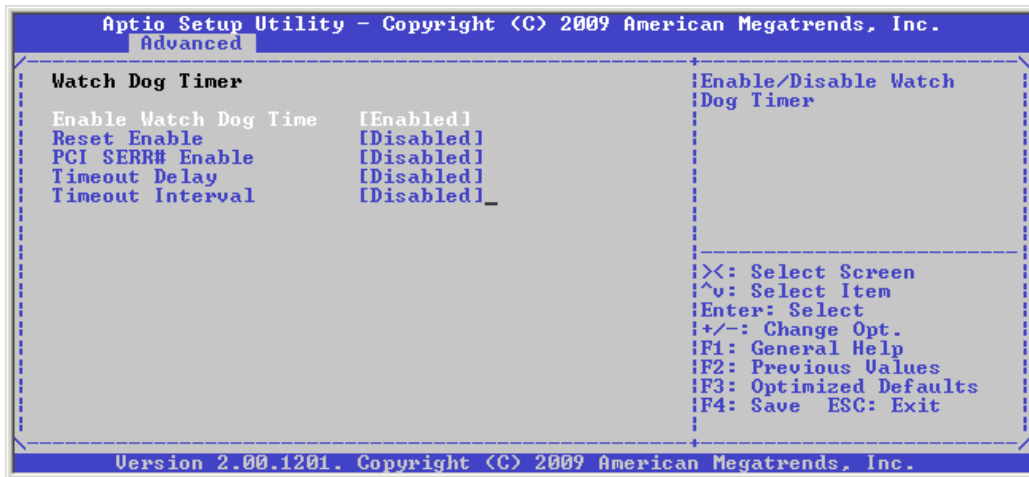 Aptio Setup Utility - Copyright (C) 2009 American Megatrends, Inc.
Advanced
Watch Dog Timer
Enable Watch Dog Time [Enabled]
Reset Enable [Disabled]
PCI SERR# Enable [Disabled]
Timeout Delay [Disabled]
Timeout Interval [Disabled]_
Enable/Disable Watch
Dog Timer
><: Select Screen
^v: Select Item
Enter: Select
+/-: Change Opt.
F1: General Help
F2: Previous Values
F3: Optimized Defaults
F4: Save ESC: Exit
Version 2.00.1201. Copyright (C) 2009 American Megatrends, Inc.